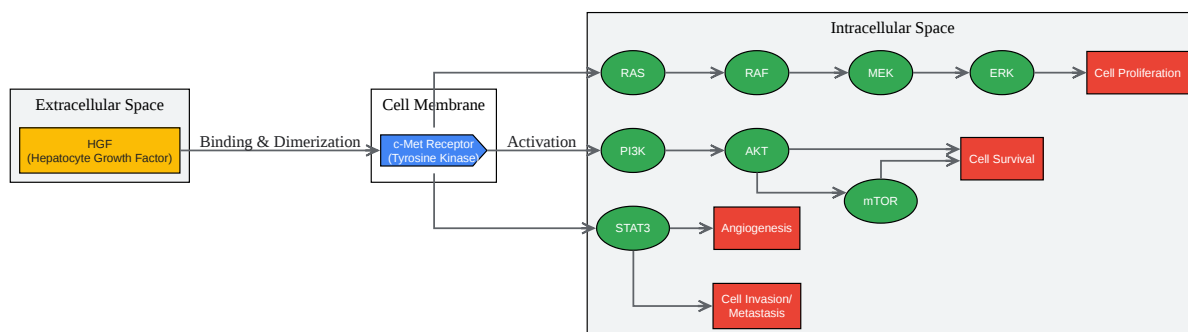 Intracellular Space
RAS
RAF
MEK
ERK
Cell Proliferation
Extracellular Space
Cell Membrane
HGF
(Hepatocyte Growth Factor)
Binding & Dimerization
c-Met Receptor
(Tyrosine Kinase)
Activation
PI3K
AKT
Cell Survival
mTOR
STAT3
Angiogenesis
Cell Invasion/
Metastasis